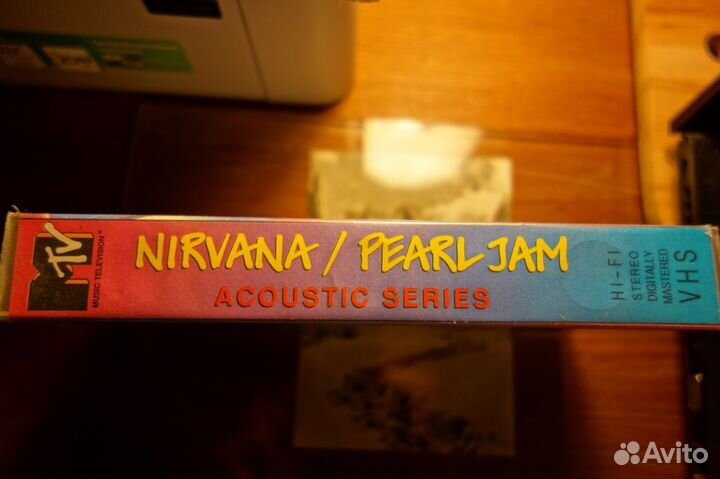 MTV
MUSIC TELEVISION®
NIRVANA / PEARL JAM
ACOUSTIC SERIES
HI-FI
STEREO
DIGITALLY
MASTERED
VHS
Avito